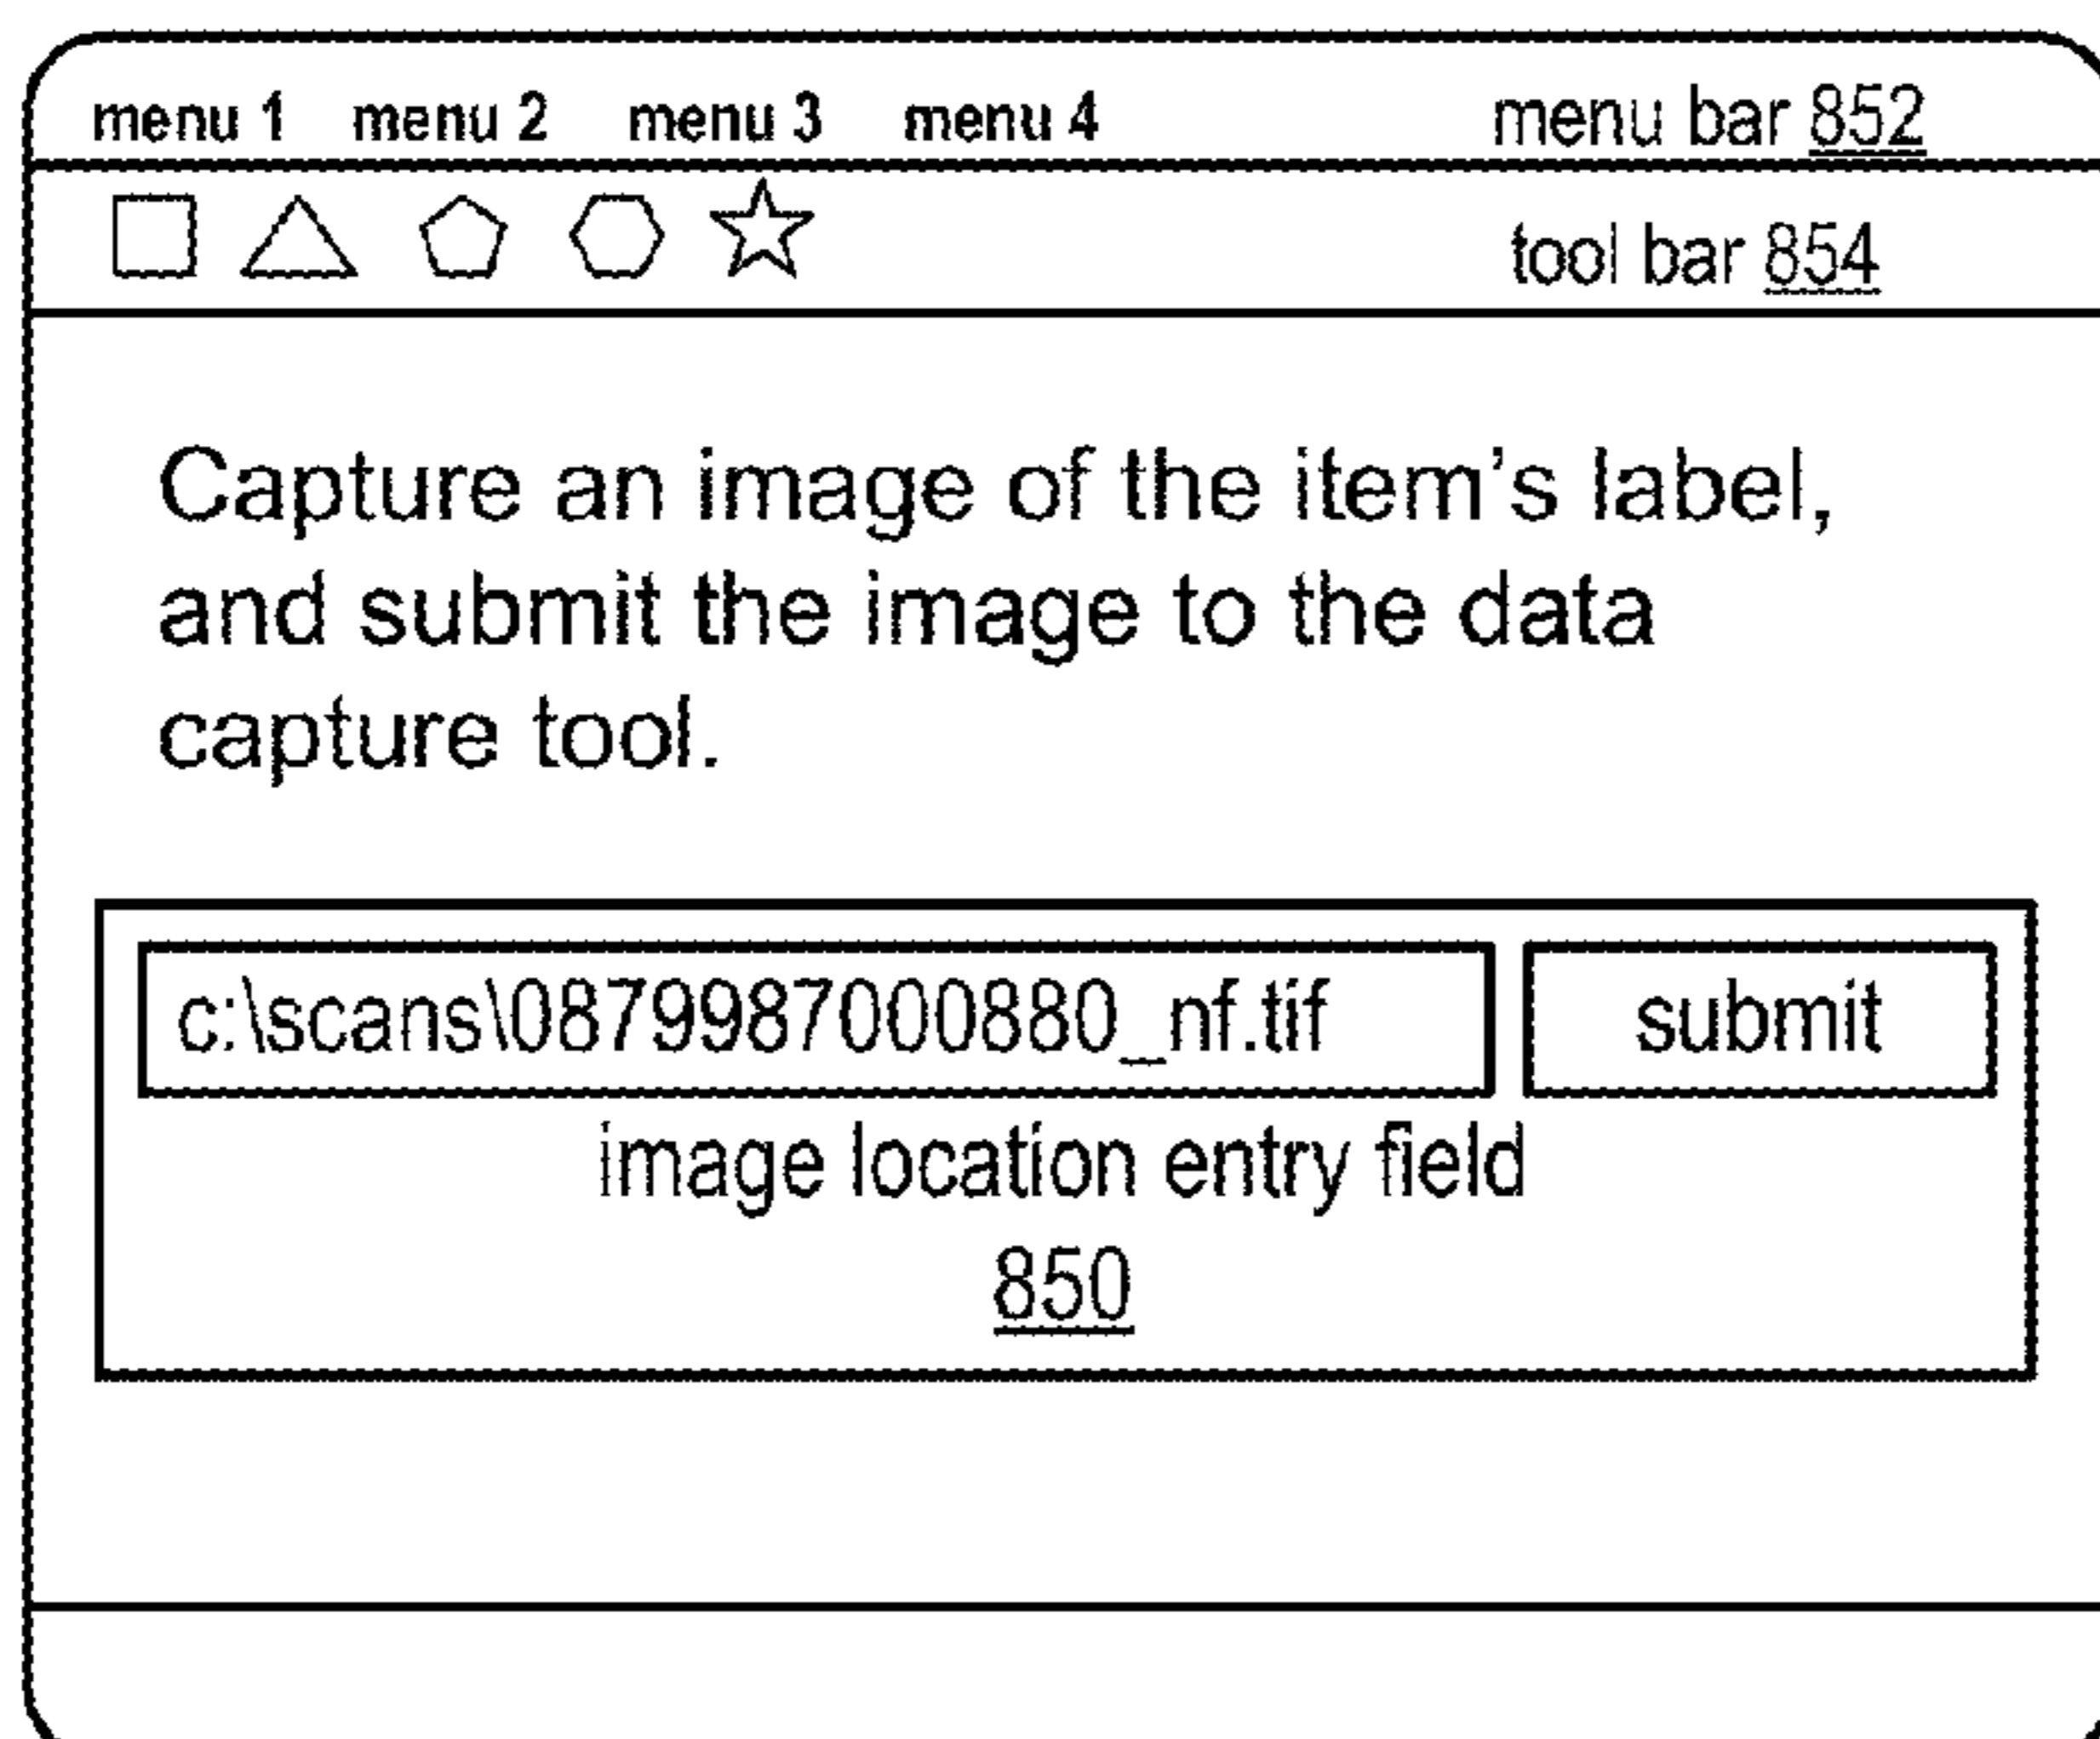 menu 1 menu 2 menu 3 menu 4 menu bar 852
tool bar 854
Capture an image of the item's label,
and submit the image to the data
capture tool.
c:\scans\0879987000880_nf.tif submit
image location entry field
850